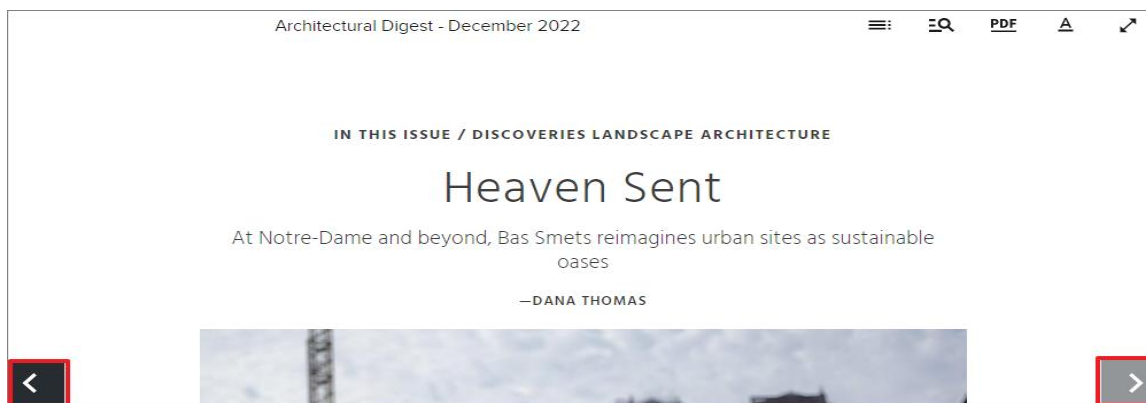 Architectural Digest - December 2022
PDF
A
IN THIS ISSUE / DISCOVERIES LANDSCAPE ARCHITECTURE
Heaven Sent
At Notre-Dame and beyond, Bas Smets reimagines urban sites as sustainable
oases
—DANA THOMAS